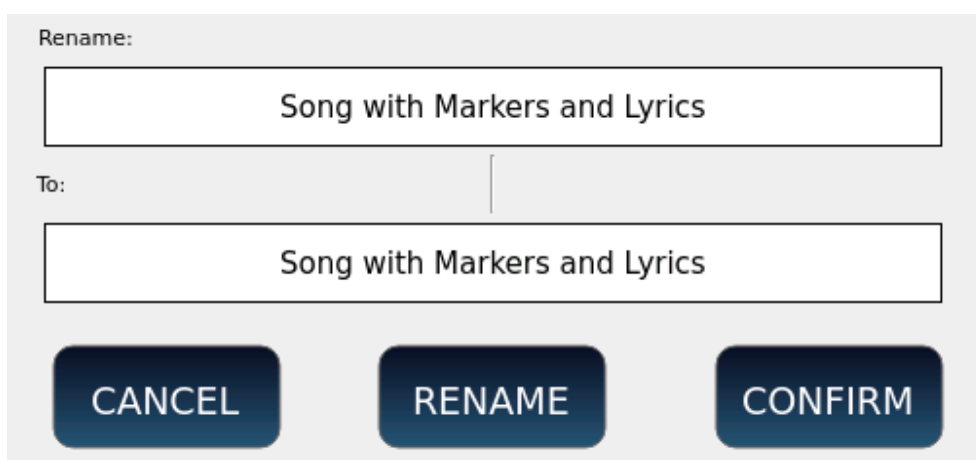 Rename:
Song with Markers and Lyrics
To:
Song with Markers and Lyrics
CANCEL RENAME CONFIRM